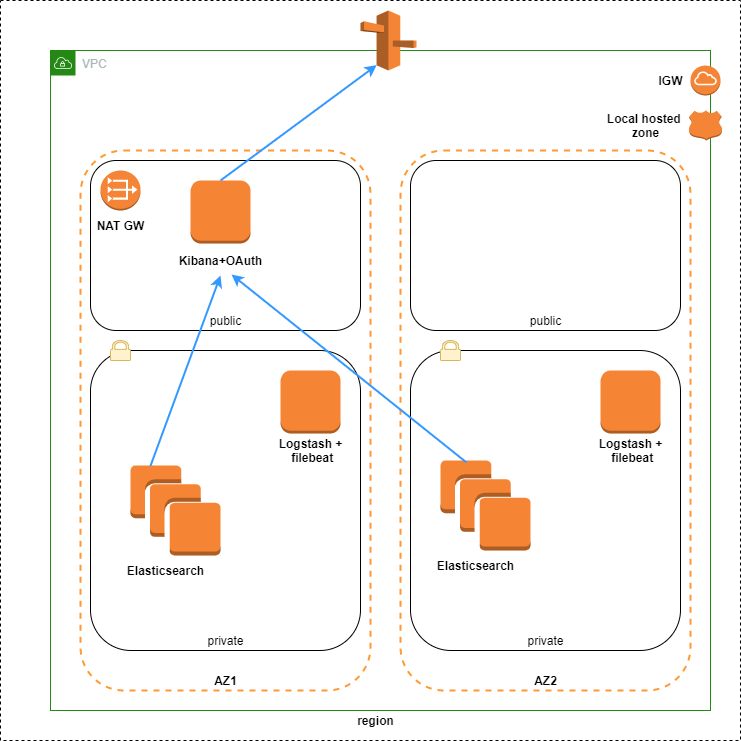 VPC
IGW
Local hosted
zone
NAT GW
Kibana+OAuth
public
public
Logstash +
filebeat
Logstash +
filebeat
Elasticsearch
Elasticsearch
private
private
AZ1
AZ2
region